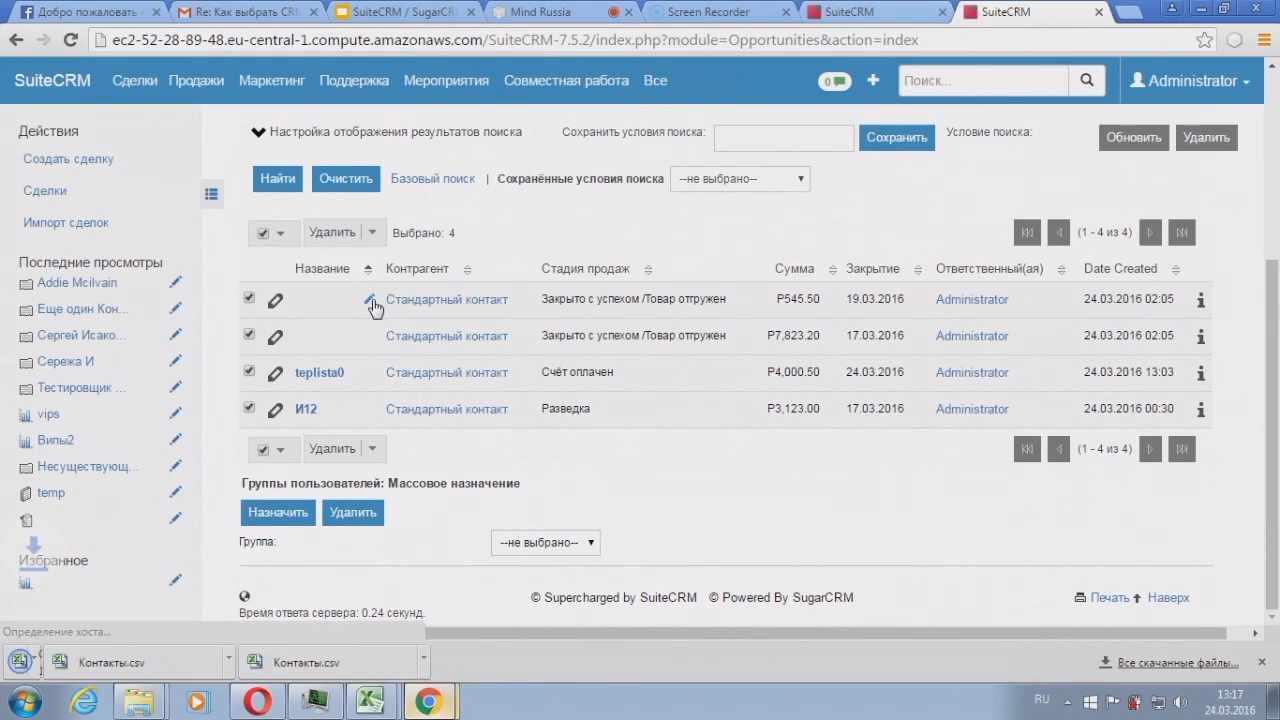 Добро пожаловать
Re: Как выбрать CRM
SuiteCRM / SugarCR
Mind Russia
Screen Recorder
SuiteCRM
SuiteCRM
ec2-52-28-89-48.eu-central-1.compute.amazonaws.com/SuiteCRM-7.5.2/index.php?module=Opportunities&action=index
SuiteCRM Сделки Продажи Маркетинг Поддержка Мероприятия Совместная работа Все 0 Поиск... Administrator
Действия
Создать сделку
Сделки
Импорт сделок
Последние просмотры
Addie Mcilvain
Еще один Кон...
Сергей Исако...
Сережа И
Тестировщик ...
vips
Випы2
Несуществующ...
temp
Избранное
Настройка отображения результатов поиска Сохранить условия поиска: Сохранить Условие поиска: Обновить Удалить
Найти Очистить Базовый поиск | Сохранённые условия поиска --не выбрано--
Удалить Выбрано: 4 (1 - 4 из 4)
Название Контрагент Стадия продаж Сумма Закрытие Ответственный(ая) Date Created
Стандартный контакт Закрыто с успехом /Товар отгружен Р545.50 19.03.2016 Administrator 24.03.2016 02:05
Стандартный контакт Закрыто с успехом /Товар отгружен Р7,823.20 17.03.2016 Administrator 24.03.2016 02:05
teplista0 Стандартный контакт Счёт оплачен Р4,000.50 24.03.2016 Administrator 24.03.2016 13:03
И12 Стандартный контакт Разведка Р3,123.00 17.03.2016 Administrator 24.03.2016 00:30
Удалить (1 - 4 из 4)
Группы пользователей: Массовое назначение
Назначить Удалить
Группа: --не выбрано--
© Supercharged by SuiteCRM © Powered By SugarCRM Печать Наверх
Время ответа сервера: 0.24 секунд.
Определение хоста...
Контакты.csv Контакты.csv Все скачанные файлы...
RU 13:17
24.03.2016